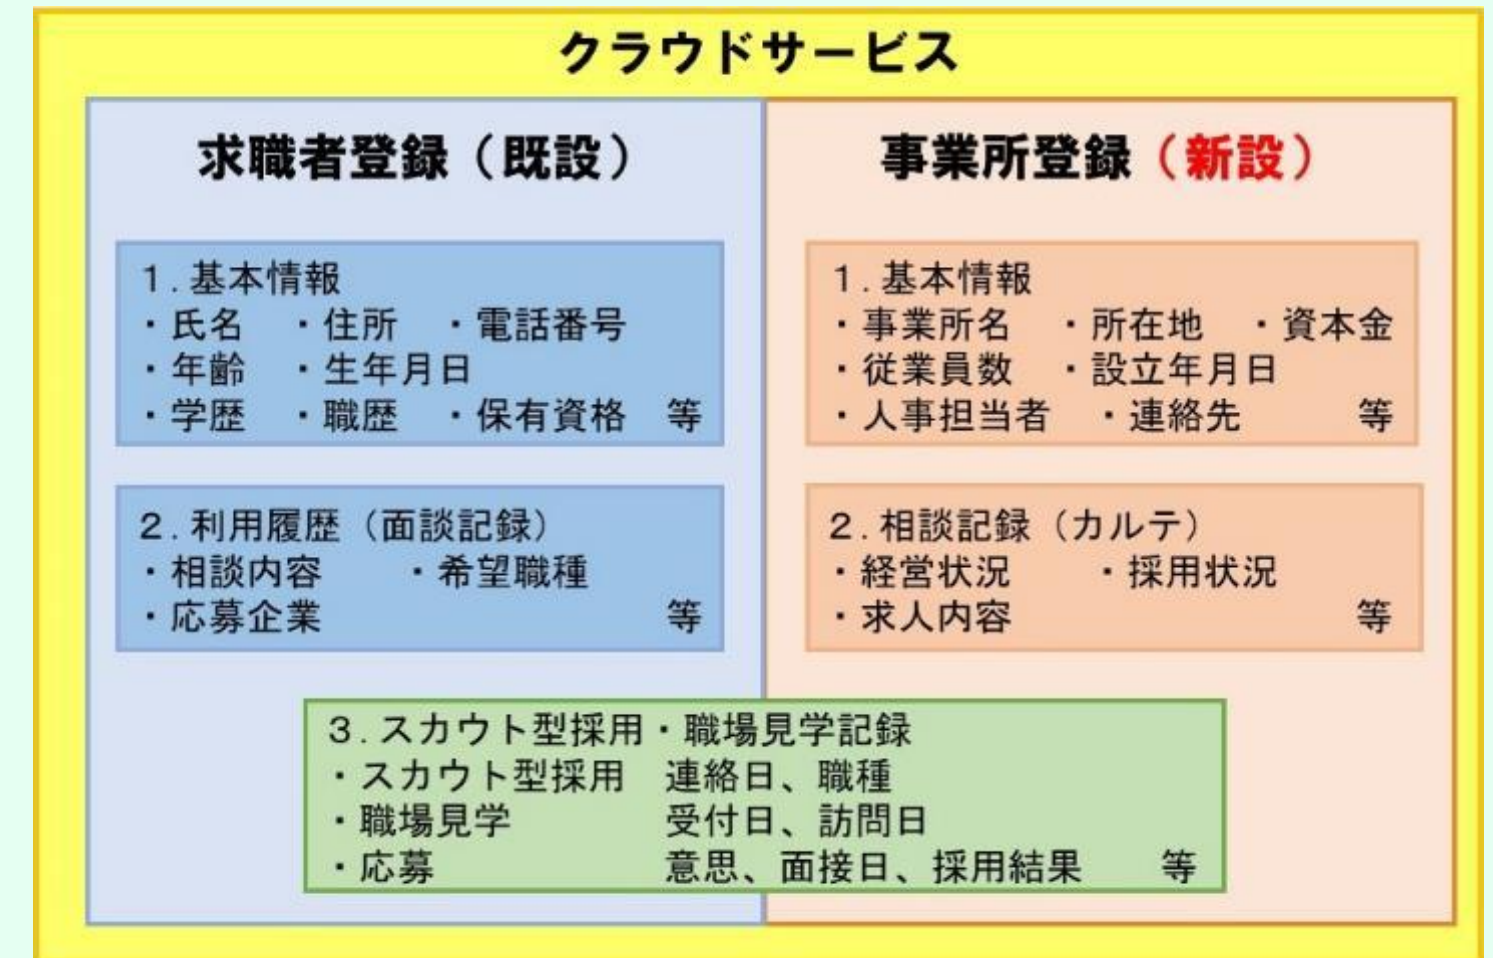 クラウドサービス
求職者登録（既設）
１.基本情報
・氏名　・住所　・電話番号
・年齢　・生年月日
・学歴　・職歴　・保有資格　等
２.利用履歴（面談記録）
・相談内容　　・希望職種
・応募企業　　等
事業所登録（新設）
１.基本情報
・事業所名　・所在地　・資本金
・従業員数　・設立年月日
・人事担当者　・連絡先　　等
２.相談記録（カルテ）
・経営状況　　・採用状況
・求人内容　　等
３.スカウト型採用・職場見学記録
・スカウト型採用　連絡日、職種
・職場見学　　受付日、訪問日
・応募　　意思、面接日、採用結果　　等